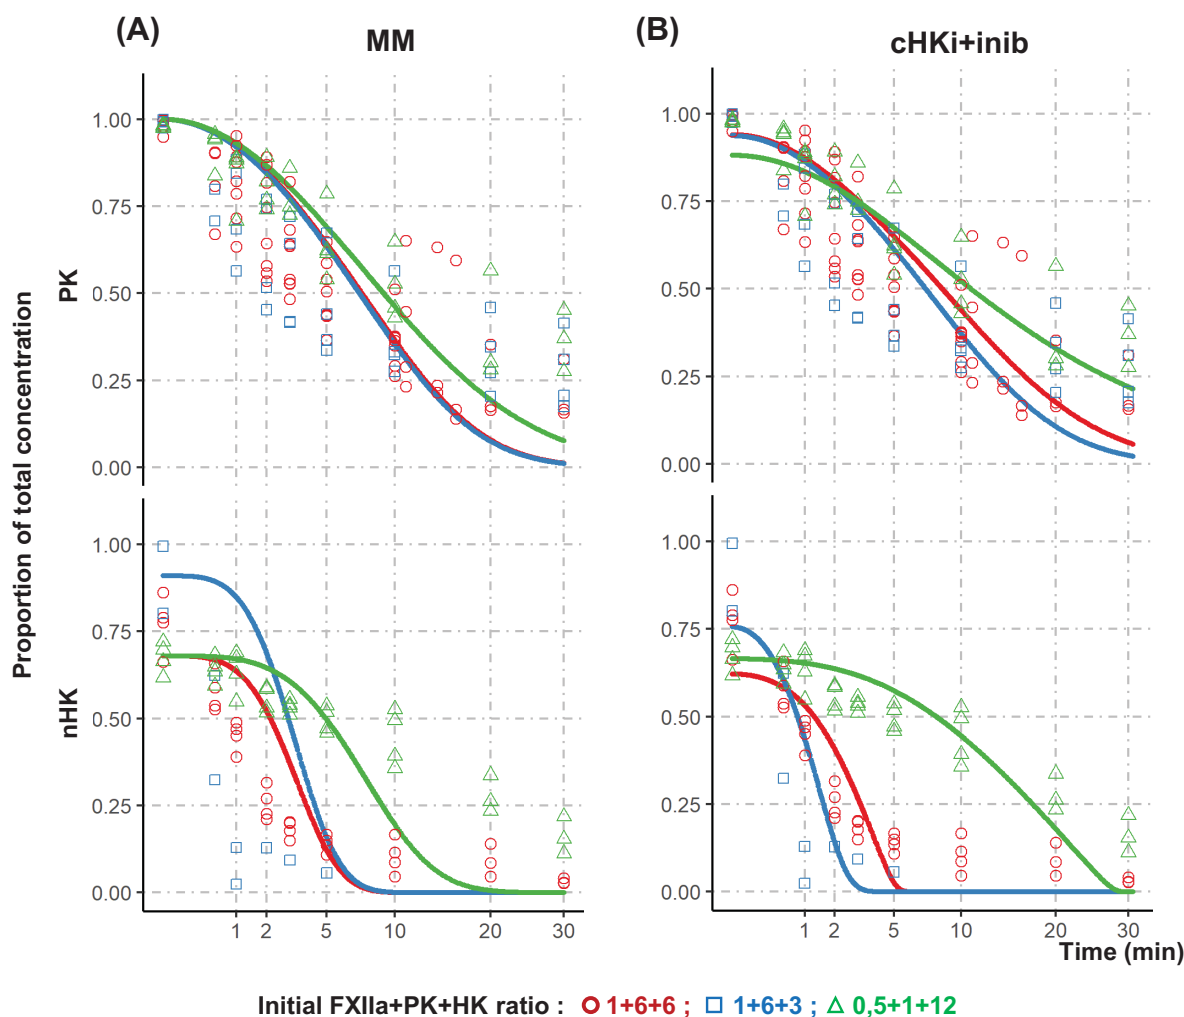 (A)
MM
(B)
cHKi+inib
Proportion of total concentration
PK
1.00
0.75
0.50
0.25
0.00
1.00
0.75
0.50
0.25
0.00
nHK
1.00
0.75
0.50
0.25
0.00
1.00
0.75
0.50
0.25
0.00
1 2 5 10 20 30
1 2 5 10 20 30
Time (min)
Initial FXIIa+PK+HK ratio : 1+6+6 ; 1+6+3 ; 0,5+1+12